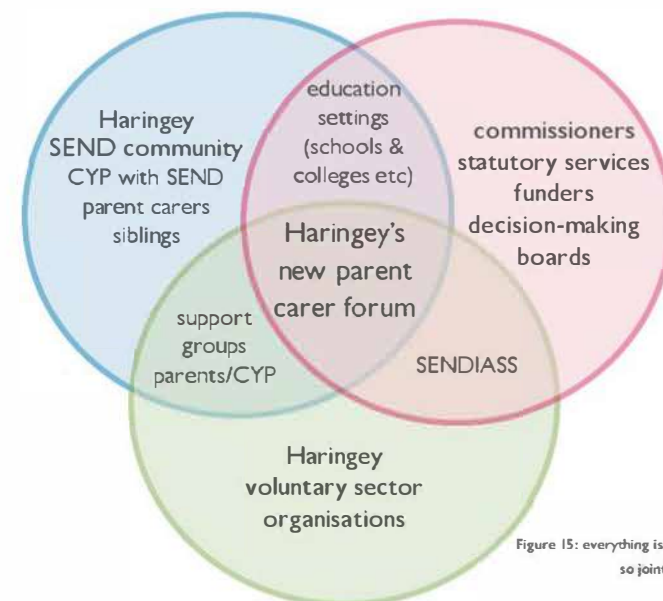 education
settings
(schools &
colleges etc)
Haringey
SEND community
CYP with SEND
parent carers
siblings
commissioners
statutory services
funders
decision-making
boards
Haringey's
new parent
carer forum
support
groups
parents/CYP
SENDIASS
Haringey
voluntary sector
organisations
Figure 15: everything is
so joint